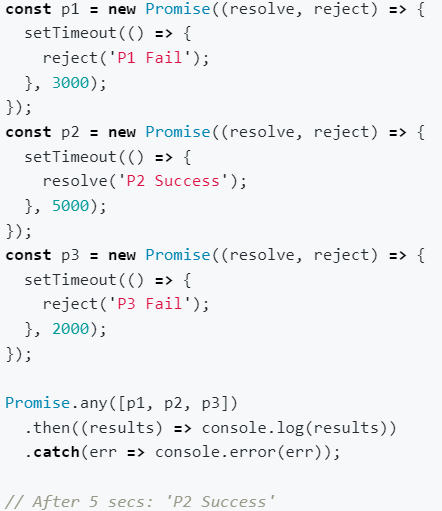 const p1 = new Promise((resolve, reject) => {
  setTimeout(() => {
    reject('P1 Fail');
  }, 3000);
});
const p2 = new Promise((resolve, reject) => {
  setTimeout(() => {
    resolve('P2 Success');
  }, 5000);
});
const p3 = new Promise((resolve, reject) => {
  setTimeout(() => {
    reject('P3 Fail');
  }, 2000);
});

Promise.any([p1, p2, p3])
  .then((results) => console.log(results))
  .catch(err => console.error(err));

// After 5 secs: 'P2 Success'